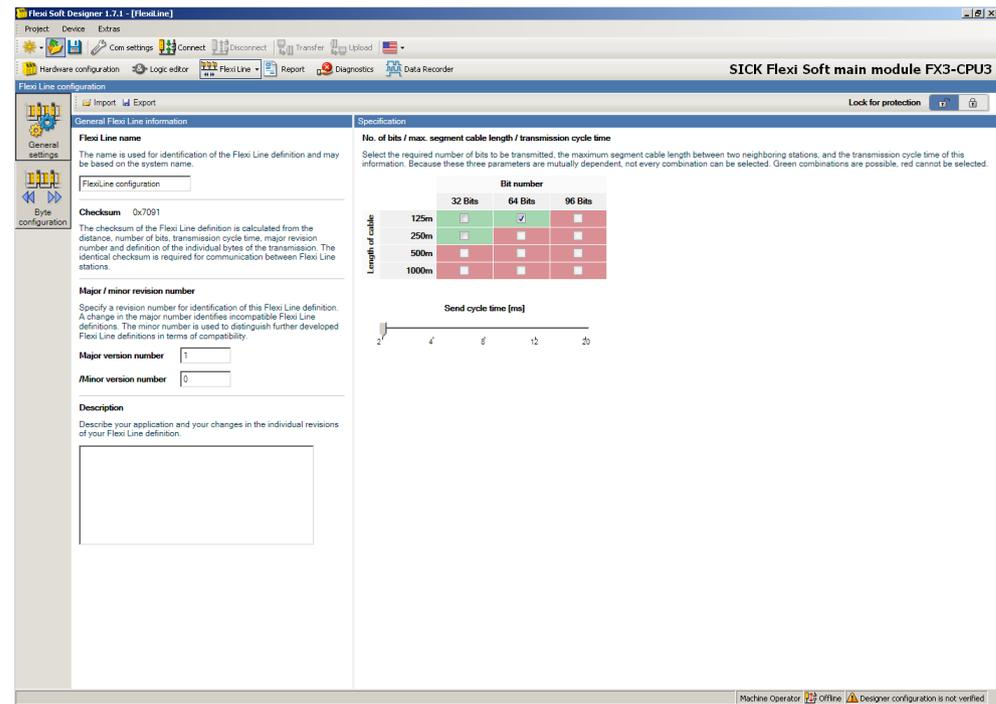 Flexi Soft Designer 1.7.1 - [FlexiLine]
Project Device Extras
Com settings Connect Disconnect Transfer Upload
Hardware configuration Logic editor Flexi Line Report Diagnostics Data Recorder SICK Flexi Soft main module FX3-CPU3
Flexi Line configuration
Import Export Lock for protection
General settings
Byte configuration
General Flexi Line information
Flexi Line name
The name is used for identification of the Flexi Line definition and may
be based on the system name.
FlexiLine configuration
Checksum 0x7091
The checksum of the Flexi Line definition is calculated from the
distance, number of bits, transmission cycle time, major revision
number and definition of the individual bytes of the transmission. The
identical checksum is required for communication between Flexi Line
stations.
Major / minor revision number
Specify a revision number for identification of this Flexi Line definition.
A change in the major number identifies incompatible Flexi Line
definitions. The minor number is used to distinguish further developed
Flexi Line definitions in terms of compatibility.
Major version number 1
/Minor version number 0
Description
Describe your application and your changes in the individual revisions
of your Flexi Line definition.
Specification
No. of bits / max. segment cable length / transmission cycle time
Select the required number of bits to be transmitted, the maximum segment cable length between two neighboring stations, and the transmission cycle time of this
information. Because these three parameters are mutually dependent, not every combination can be selected. Green combinations are possible, red cannot be selected.
Bit number
32 Bits 64 Bits 96 Bits
Length of cable
125m
250m
500m
1000m
Send cycle time [ms]
2 4 8 12 20
Machine Operator Offline Designer configuration is not verified